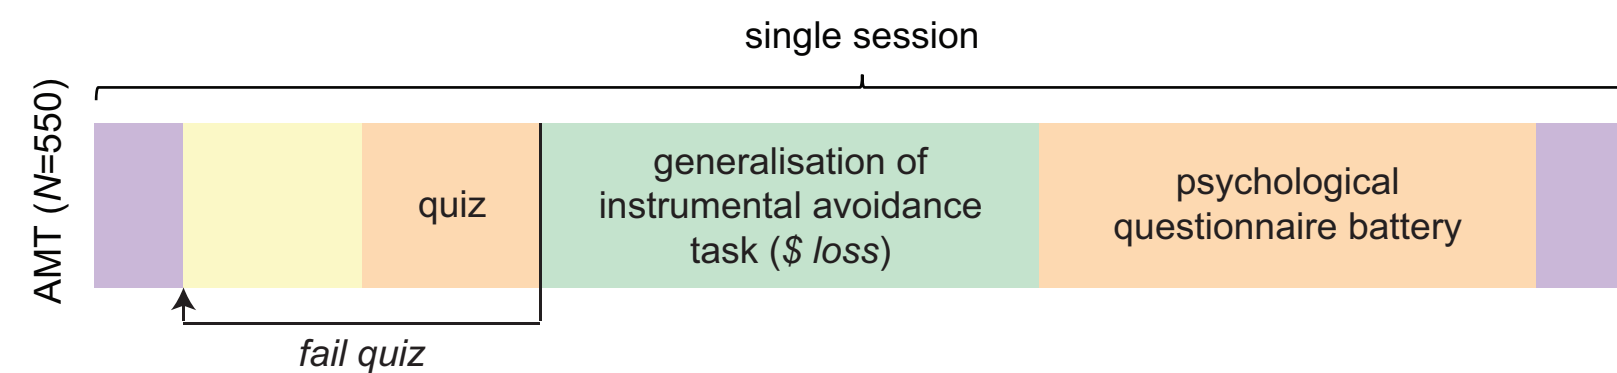 single session
AMT (N=550)
quiz
generalisation of
instrumental avoidance
task ($ loss)
psychological
questionnaire battery
fail quiz